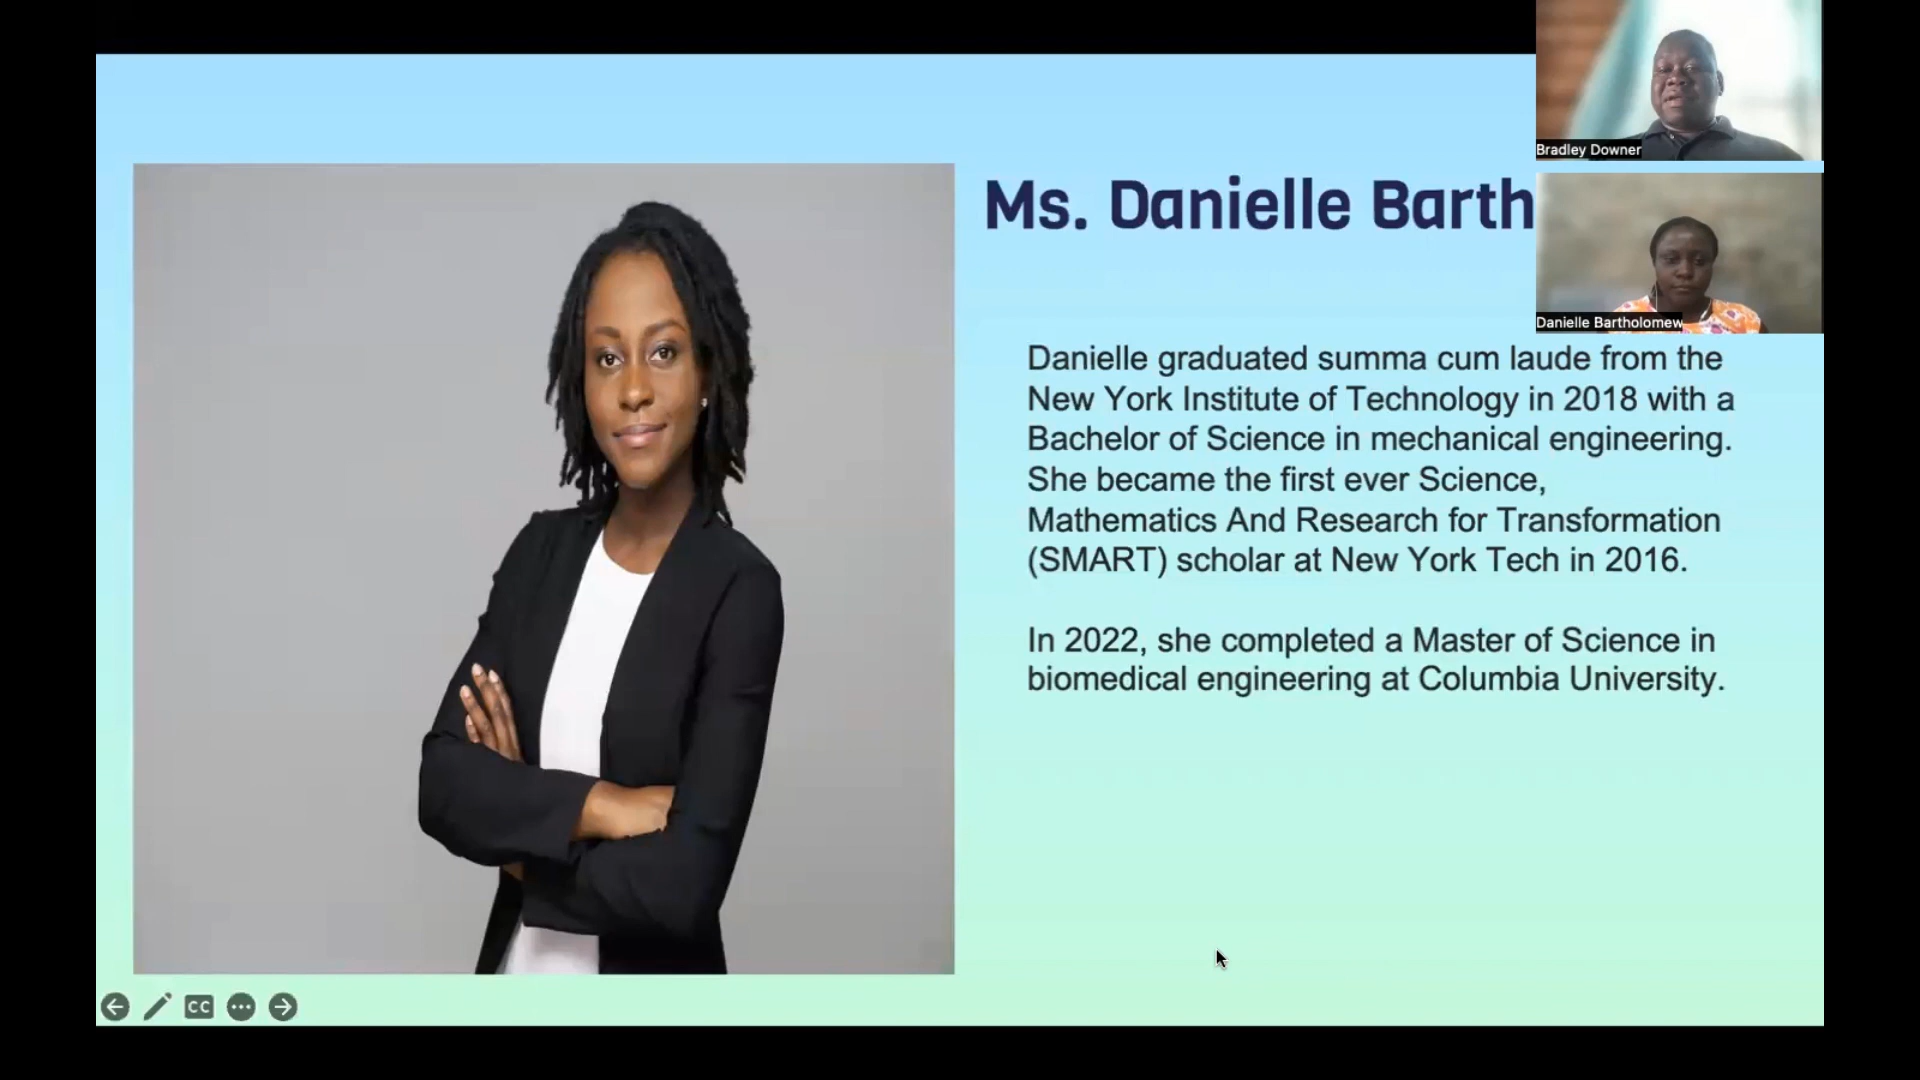 Bradley Downer
Ms. Danielle Barth
Danielle Bartholomew
Danielle graduated summa cum laude from the
New York Institute of Technology in 2018 with a
Bachelor of Science in mechanical engineering.
She became the first ever Science,
Mathematics And Research for Transformation
(SMART) scholar at New York Tech in 2016.
In 2022, she completed a Master of Science in
biomedical engineering at Columbia University.
CC